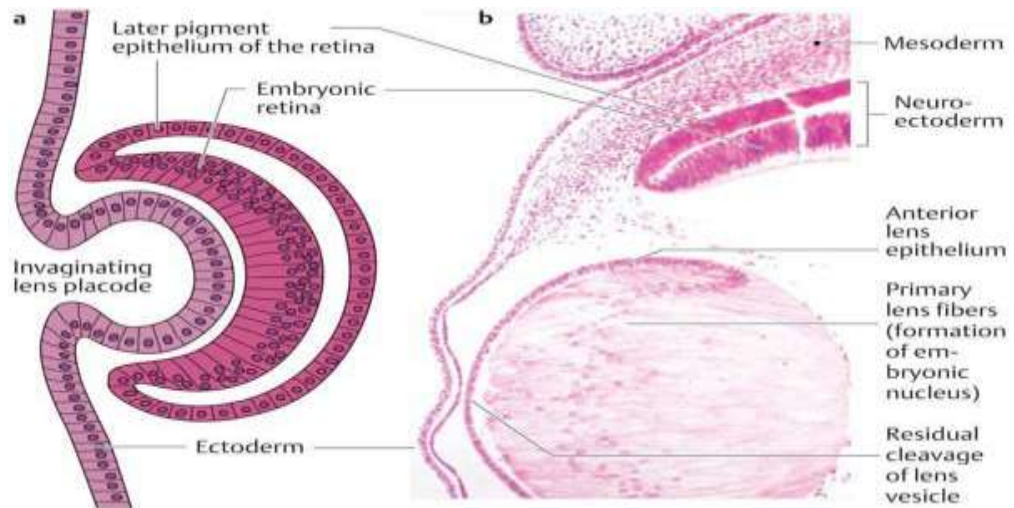 a
Later pigment
epithelium of the retina
Embryonic
retina
Invaginating
lens placode
Ectoderm
b
Mesoderm
Neuro-
ectoderm
Anterior
lens
epithelium
Primary
lens fibers
(formation
of em-
bryonic
nucleus)
Residual
cleavage
of lens
vesicle